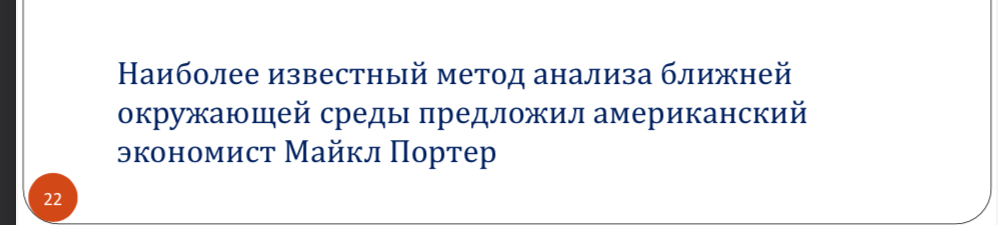 Наиболее известный метод анализа ближней
окружающей среды предложил американский
экономист Майкл Портер
22